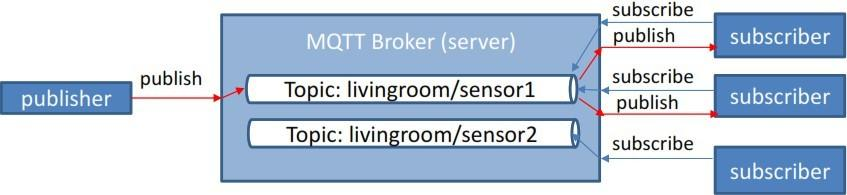 publisher
publish
MQTT Broker (server)
Topic: livingroom/sensor1
Topic: livingroom/sensor2
subscribe
publish
subscriber
subscribe
publish
subscriber
subscribe
subscriber